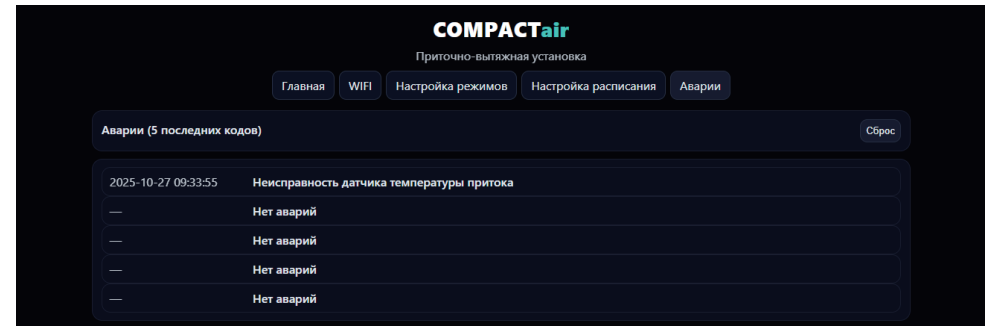 COMPACTair
Приточно-вытяжная установка
Главная WIFI Настройка режимов Настройка расписания Аварии
Аварии (5 последних кодов) Сброс
2025-10-27 09:33:55 Неисправность датчика температуры притока
— Нет аварий
— Нет аварий
— Нет аварий
— Нет аварий